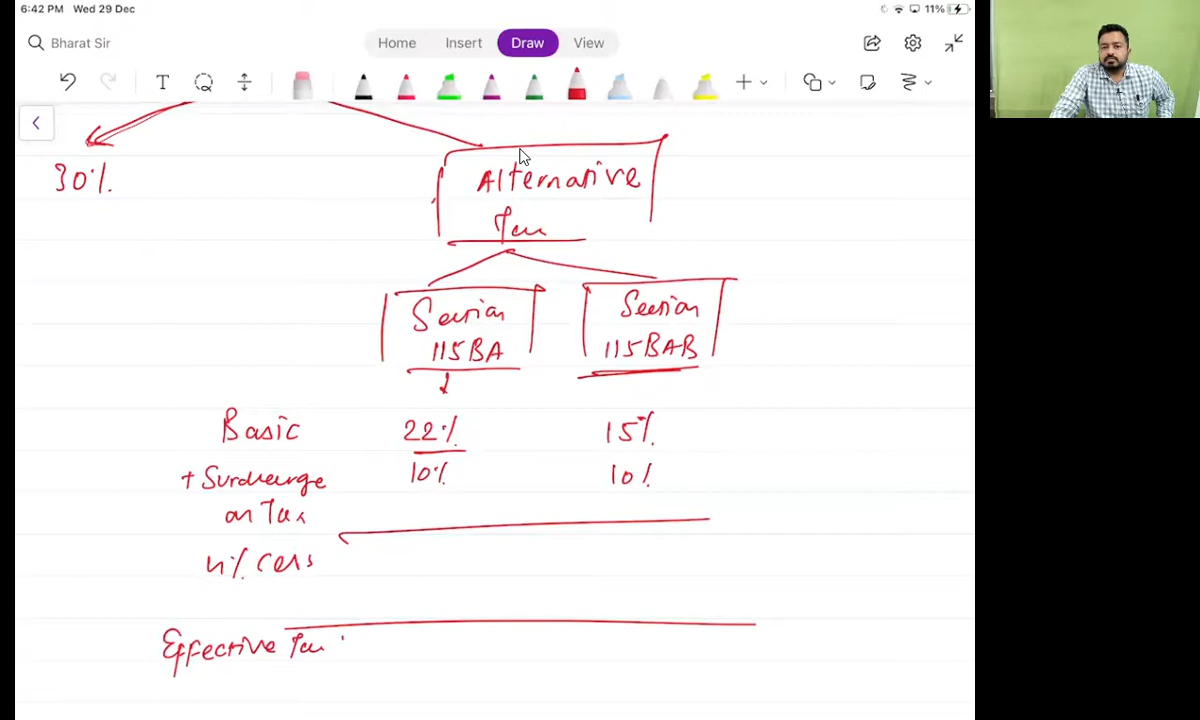 6:42 PM Wed 29 Dec
11%
Bharat Sir
Home Insert Draw View
T
30%.
Alternative
Tax
Section
115BA
Section
115BAB
Basic 22% 15%
+ Surcharge 10% 10%
on Tax
4% Cess
Effective Tax